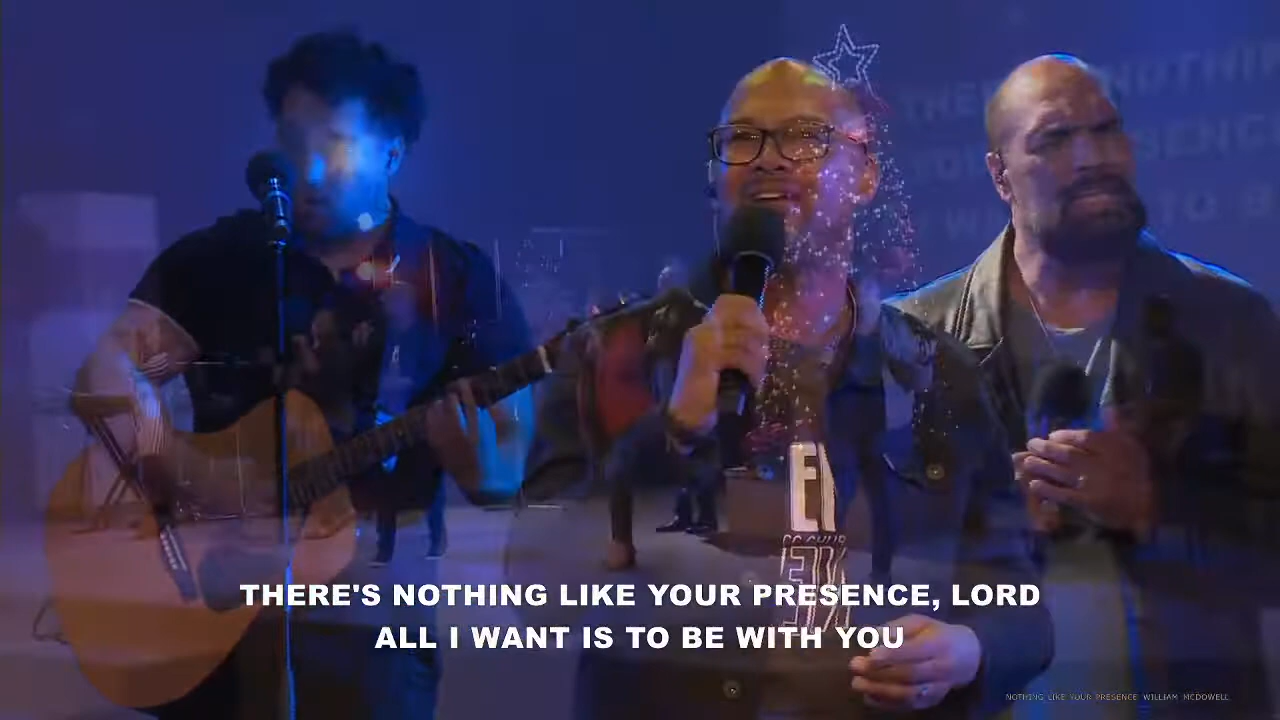 THERE'S NOTHING LIKE YOUR PRESENCE, LORD
ALL I WANT IS TO BE WITH YOU
NOTHING LIKE YOUR PRESENCE WILLIAM MCDOWELL